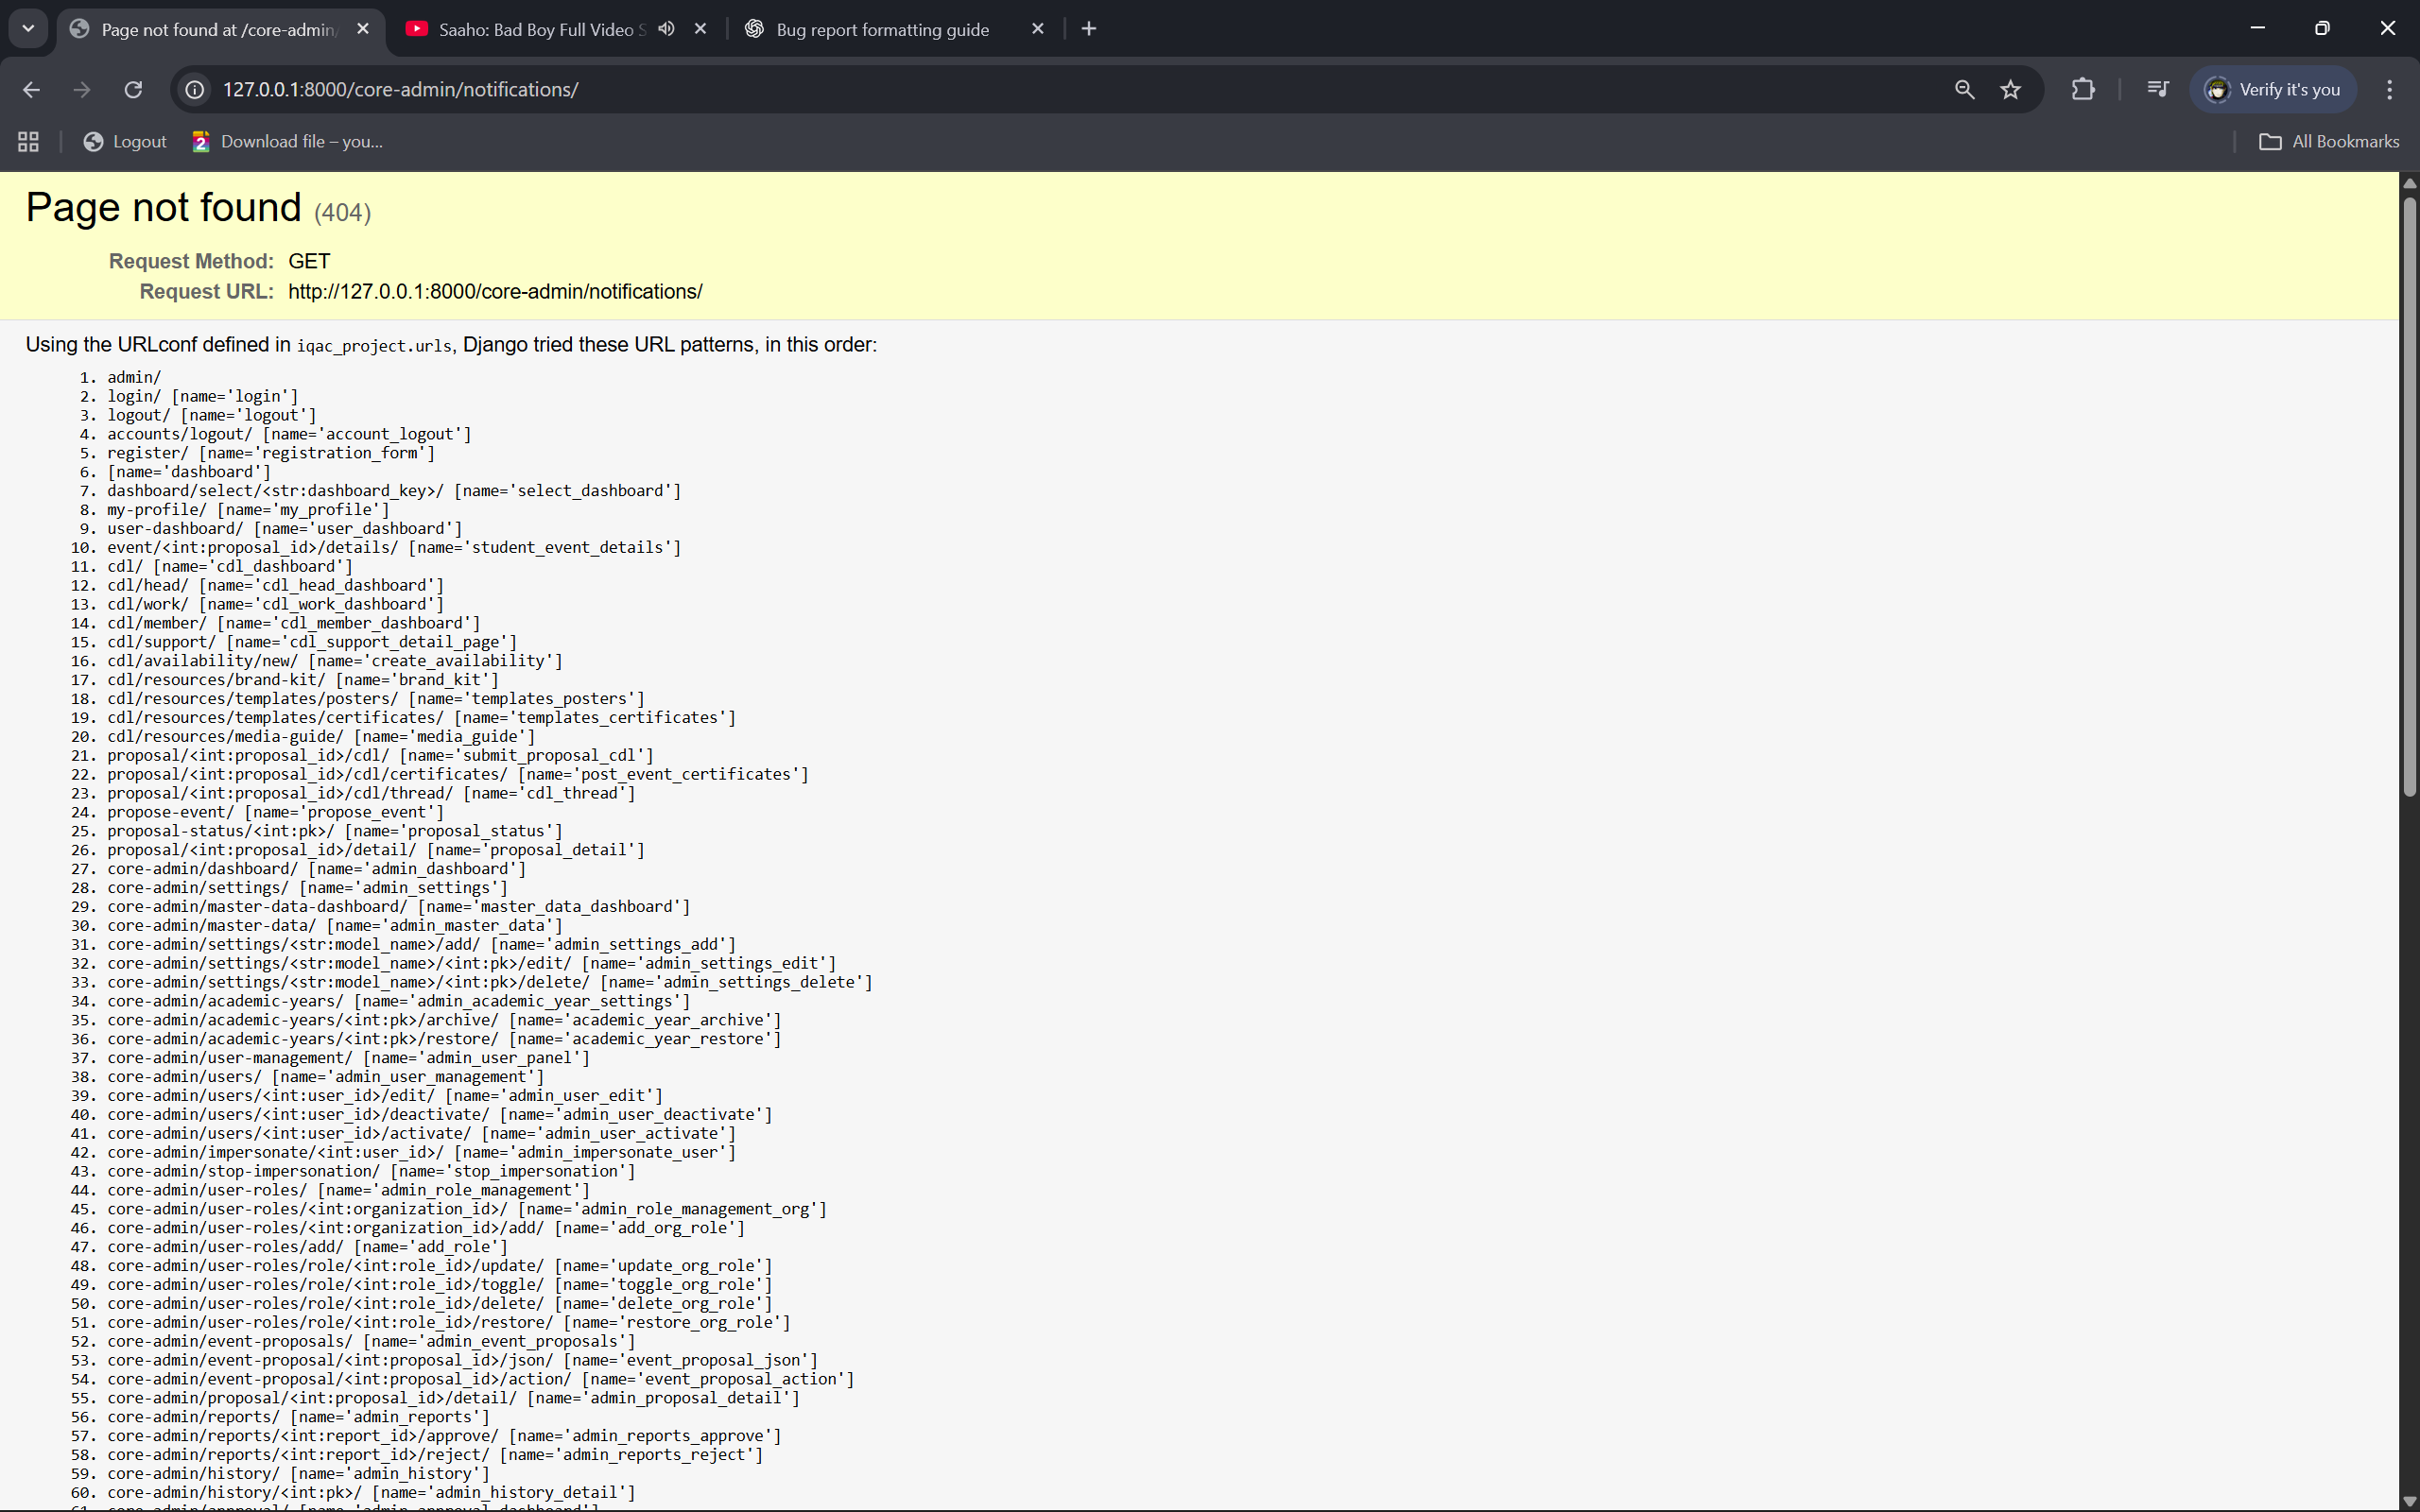 Page not found at /core-admin/
Saaho: Bad Boy Full Video S
Bug report formatting guide
127.0.0.1:8000/core-admin/notifications/
Verify it's you
Logout
Download file – you...
All Bookmarks
Page not found (404)
Request Method: GET
Request URL: http://127.0.0.1:8000/core-admin/notifications/
Using the URLconf defined in iqac_project.urls, Django tried these URL patterns, in this order:
1. admin/
2. login/ [name='login']
3. logout/ [name='logout']
4. accounts/logout/ [name='account_logout']
5. register/ [name='registration_form']
6. [name='dashboard']
7. dashboard/select/<str:dashboard_key>/ [name='select_dashboard']
8. my-profile/ [name='my_profile']
9. user-dashboard/ [name='user_dashboard']
10. event/<int:proposal_id>/details/ [name='student_event_details']
11. cdl/ [name='cdl_dashboard']
12. cdl/head/ [name='cdl_head_dashboard']
13. cdl/work/ [name='cdl_work_dashboard']
14. cdl/member/ [name='cdl_member_dashboard']
15. cdl/support/ [name='cdl_support_detail_page']
16. cdl/availability/new/ [name='create_availability']
17. cdl/resources/brand-kit/ [name='brand_kit']
18. cdl/resources/templates/posters/ [name='templates_posters']
19. cdl/resources/templates/certificates/ [name='templates_certificates']
20. cdl/resources/media-guide/ [name='media_guide']
21. proposal/<int:proposal_id>/cdl/ [name='submit_proposal_cdl']
22. proposal/<int:proposal_id>/cdl/certificates/ [name='post_event_certificates']
23. proposal/<int:proposal_id>/cdl/thread/ [name='cdl_thread']
24. propose-event/ [name='propose_event']
25. proposal-status/<int:pk>/ [name='proposal_status']
26. proposal/<int:proposal_id>/detail/ [name='proposal_detail']
27. core-admin/dashboard/ [name='admin_dashboard']
28. core-admin/settings/ [name='admin_settings']
29. core-admin/master-data-dashboard/ [name='master_data_dashboard']
30. core-admin/master-data/ [name='admin_master_data']
31. core-admin/settings/<str:model_name>/add/ [name='admin_settings_add']
32. core-admin/settings/<str:model_name>/<int:pk>/edit/ [name='admin_settings_edit']
33. core-admin/settings/<str:model_name>/<int:pk>/delete/ [name='admin_settings_delete']
34. core-admin/academic-years/ [name='admin_academic_year_settings']
35. core-admin/academic-years/<int:pk>/archive/ [name='academic_year_archive']
36. core-admin/academic-years/<int:pk>/restore/ [name='academic_year_restore']
37. core-admin/user-management/ [name='admin_user_panel']
38. core-admin/users/ [name='admin_user_management']
39. core-admin/users/<int:user_id>/edit/ [name='admin_user_edit']
40. core-admin/users/<int:user_id>/deactivate/ [name='admin_user_deactivate']
41. core-admin/users/<int:user_id>/activate/ [name='admin_user_activate']
42. core-admin/impersonate/<int:user_id>/ [name='admin_impersonate_user']
43. core-admin/stop-impersonation/ [name='stop_impersonation']
44. core-admin/user-roles/ [name='admin_role_management']
45. core-admin/user-roles/<int:organization_id>/ [name='admin_role_management_org']
46. core-admin/user-roles/<int:organization_id>/add/ [name='add_org_role']
47. core-admin/user-roles/add/ [name='add_role']
48. core-admin/user-roles/role/<int:role_id>/update/ [name='update_org_role']
49. core-admin/user-roles/role/<int:role_id>/toggle/ [name='toggle_org_role']
50. core-admin/user-roles/role/<int:role_id>/delete/ [name='delete_org_role']
51. core-admin/user-roles/role/<int:role_id>/restore/ [name='restore_org_role']
52. core-admin/event-proposals/ [name='admin_event_proposals']
53. core-admin/event-proposal/<int:proposal_id>/json/ [name='event_proposal_json']
54. core-admin/event-proposal/<int:proposal_id>/action/ [name='event_proposal_action']
55. core-admin/proposal/<int:proposal_id>/detail/ [name='admin_proposal_detail']
56. core-admin/reports/ [name='admin_reports']
57. core-admin/reports/<int:report_id>/approve/ [name='admin_reports_approve']
58. core-admin/reports/<int:report_id>/reject/ [name='admin_reports_reject']
59. core-admin/history/ [name='admin_history']
60. core-admin/history/<int:pk>/ [name='admin_history_detail']